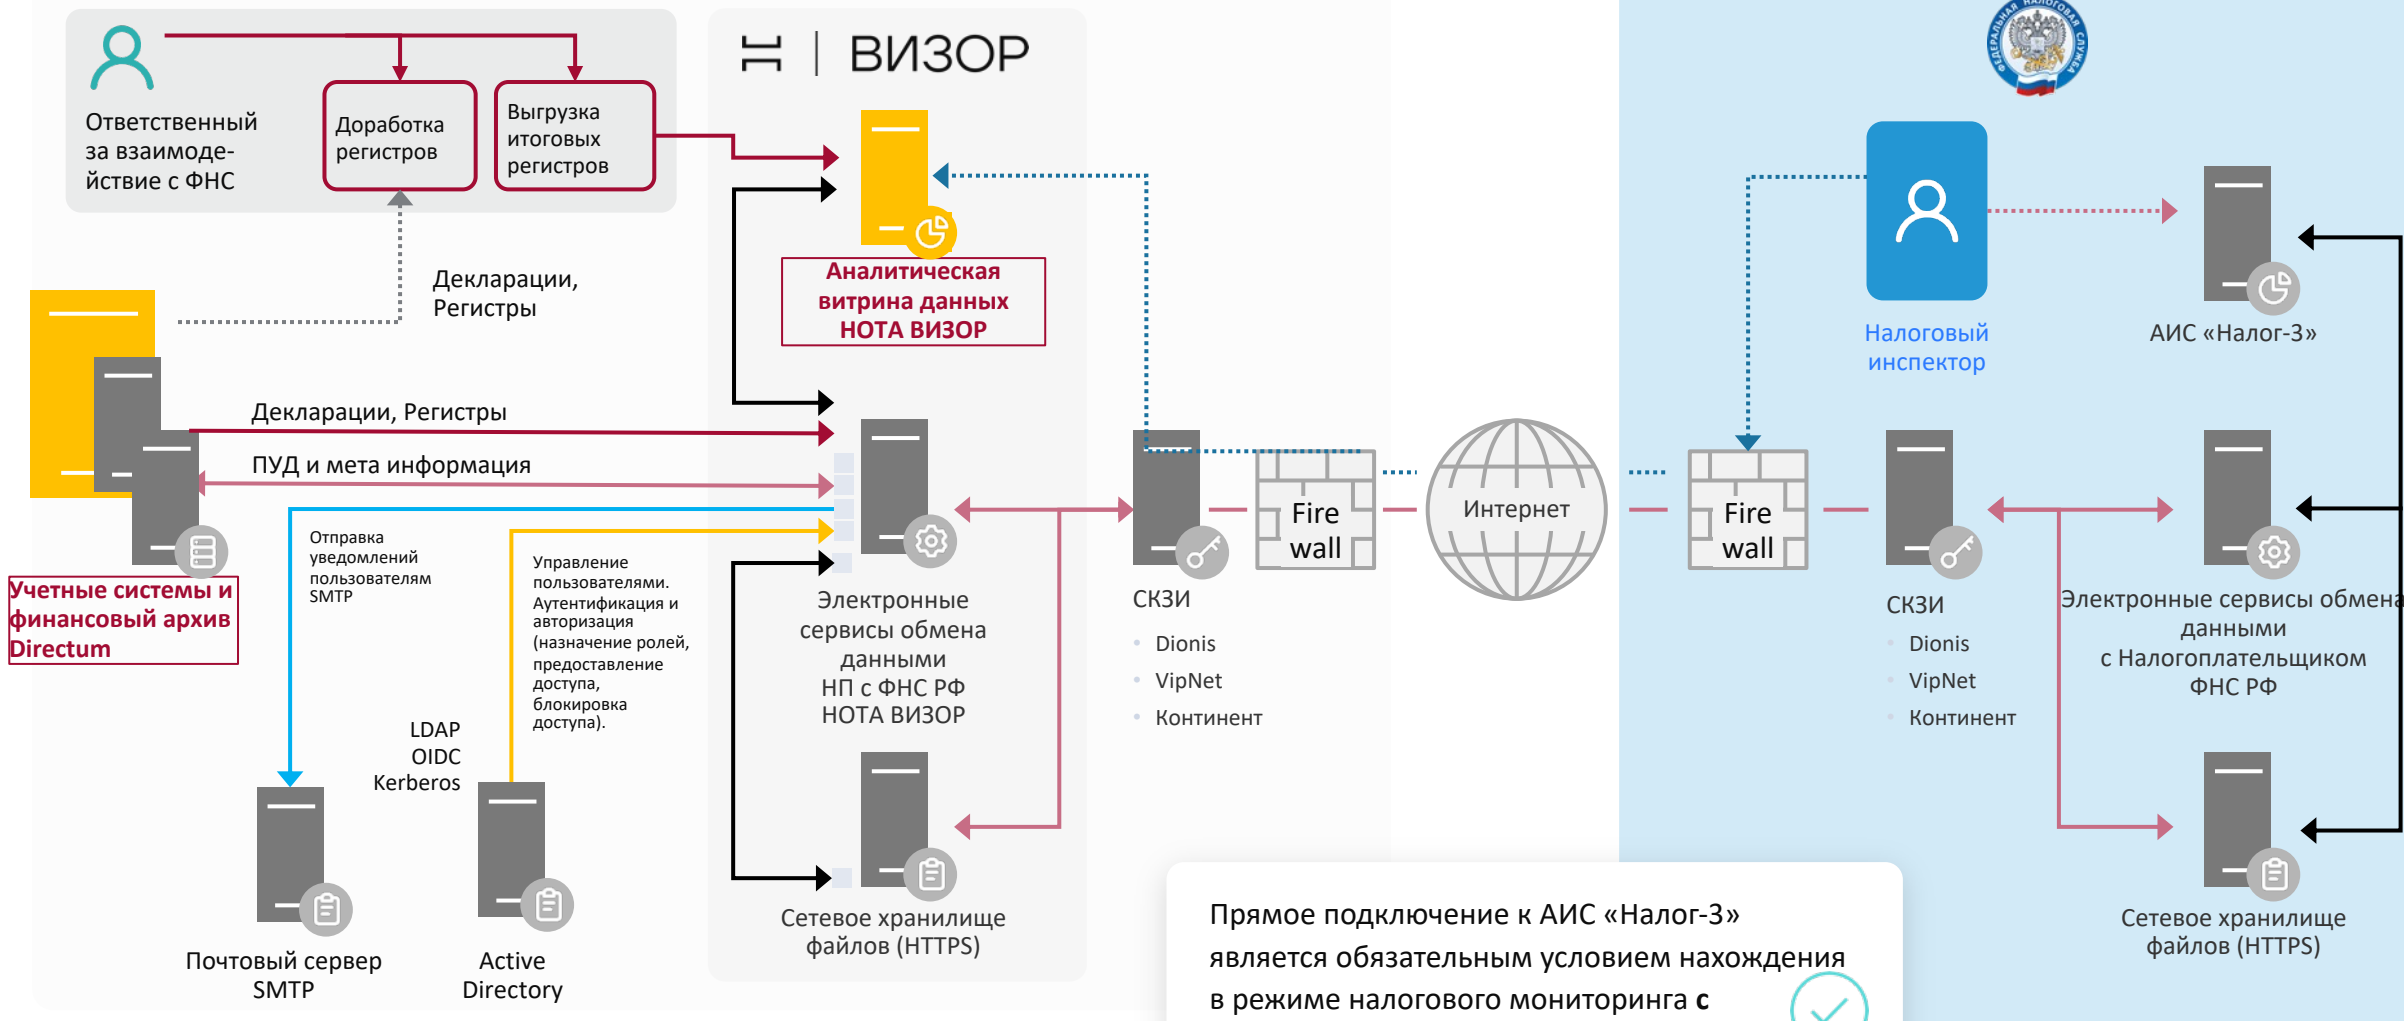 Ответственный
за взаимоде-
йствие с ФНС
Доработка
регистров
Выгрузка
итоговых
регистров
ВИЗОР
ФЕДЕРАЛЬНАЯ НАЛОГОВАЯ СЛУЖБА
Декларации,
Регистры
Аналитическая
витрина данных
НОТА ВИЗОР
Налоговый
инспектор
АИС «Налог-3»
Декларации, Регистры
ПУД и мета информация
Учетные системы и
финансовый архив
Directum
Отправка
уведомлений
пользователям
SMTP
Управление
пользователями.
Аутентификация и
авторизация
(назначение ролей,
предоставление
доступа,
блокировка
доступа).
LDAP
OIDC
Kerberos
Почтовый сервер
SMTP
Active
Directory
Электронные
сервисы обмена
данными
НП с ФНС РФ
НОТА ВИЗОР
Сетевое хранилище
файлов (HTTPS)
СКЗИ
• Dionis
• VipNet
• Континент
Fire
wall
Интернет
Fire
wall
СКЗИ
• Dionis
• VipNet
• Континент
Электронные сервисы обмена
данными
с Налогоплательщиком
ФНС РФ
Сетевое хранилище
файлов (HTTPS)
Прямое подключение к АИС «Налог-3»
является обязательным условием нахождения
в режиме налогового мониторинга с